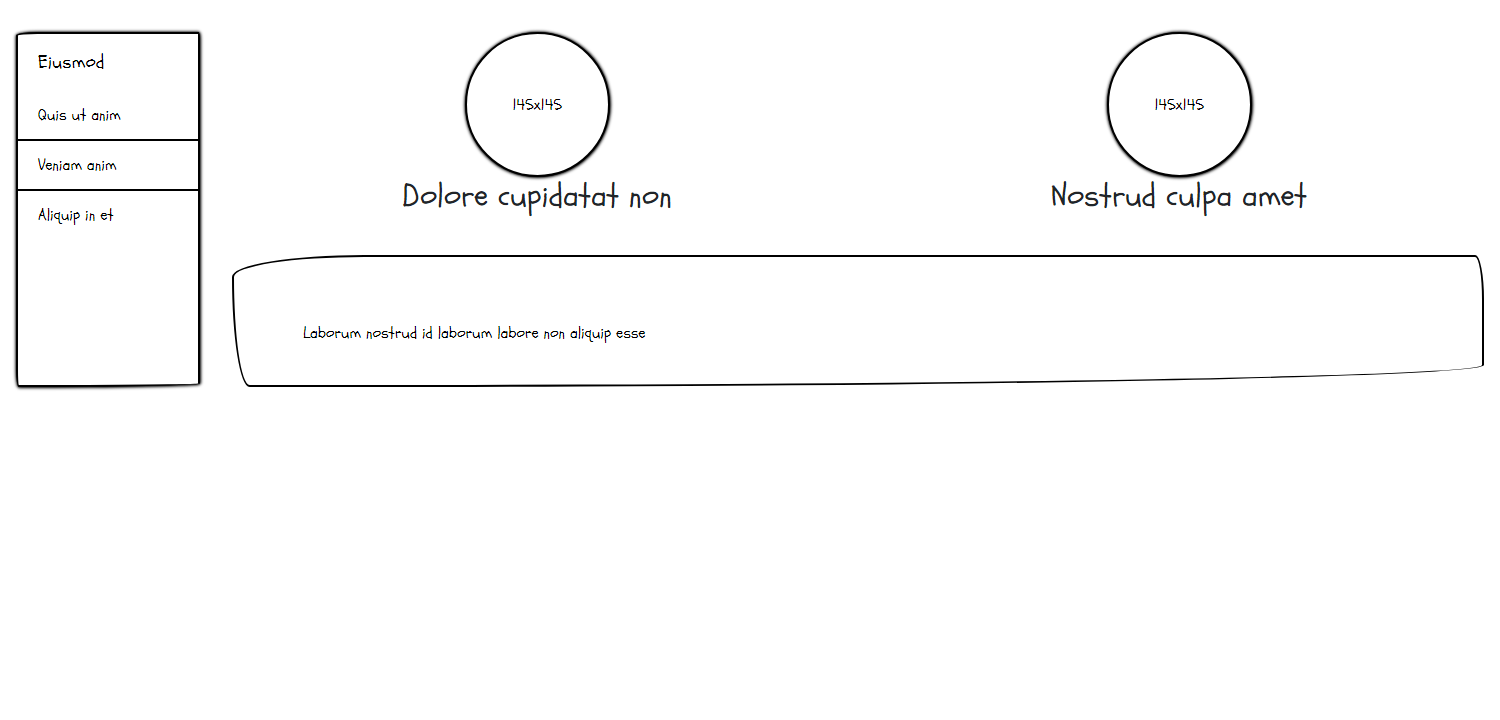 Eiusmod
Quis ut anim
Veniam anim
Aliquip in et
145x145
Dolore cupidatat non
145x145
Nostrud culpa amet
Laborum nostrud id laborum labore non aliquip esse